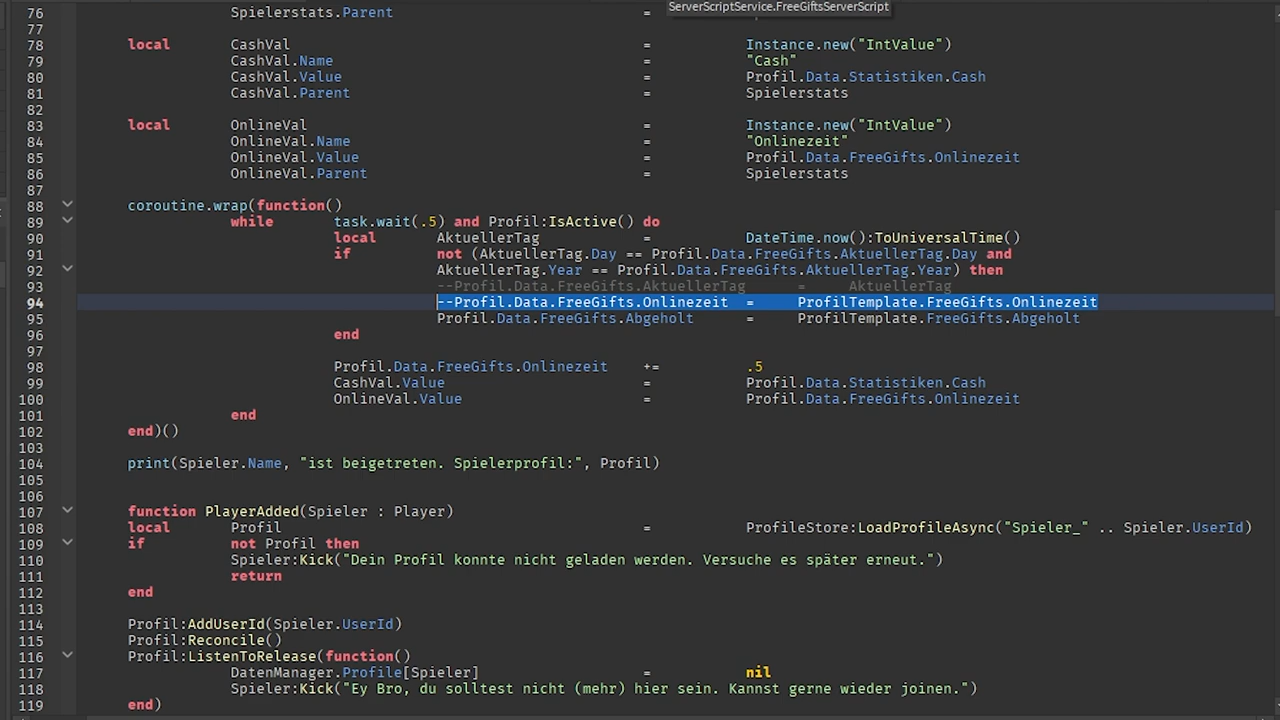 ServerScriptService.FreeGiftsServerScript
76 Spielerstats.Parent =
77
78 local CashVal = Instance.new("IntValue")
79 CashVal.Name = "Cash"
80 CashVal.Value = Profil.Data.Statistiken.Cash
81 CashVal.Parent = Spielerstats
82
83 local OnlineVal = Instance.new("IntValue")
84 OnlineVal.Name = "Onlinezeit"
85 OnlineVal.Value = Profil.Data.FreeGifts.Onlinezeit
86 OnlineVal.Parent = Spielerstats
87
88 coroutine.wrap(function()
89 while task.wait(.5) and Profil:IsActive() do
90 local AktuellerTag = DateTime.now():ToUniversalTime()
91 if not (AktuellerTag.Day == Profil.Data.FreeGifts.AktuellerTag.Day and
92 AktuellerTag.Year == Profil.Data.FreeGifts.AktuellerTag.Year) then
93 --Profil.Data.FreeGifts.AktuellerTag = AktuellerTag
94 --Profil.Data.FreeGifts.Onlinezeit = ProfilTemplate.FreeGifts.Onlinezeit
95 Profil.Data.FreeGifts.Abgeholt = ProfilTemplate.FreeGifts.Abgeholt
96 end
97
98 Profil.Data.FreeGifts.Onlinezeit += .5
99 CashVal.Value = Profil.Data.Statistiken.Cash
100 OnlineVal.Value = Profil.Data.FreeGifts.Onlinezeit
101 end
102 end)()
103
104 print(Spieler.Name, "ist beigetreten. Spielerprofil:", Profil)
105
106
107 function PlayerAdded(Spieler : Player)
108 local Profil = ProfileStore:LoadProfileAsync("Spieler_" .. Spieler.UserId)
109 if not Profil then
110 Spieler:Kick("Dein Profil konnte nicht geladen werden. Versuche es später erneut.")
111 return
112 end
113
114 Profil:AddUserId(Spieler.UserId)
115 Profil:Reconcile()
116 Profil:ListenToRelease(function()
117 DatenManager.Profile[Spieler] = nil
118 Spieler:Kick("Ey Bro, du solltest nicht (mehr) hier sein. Kannst gerne wieder joinen.")
119 end)